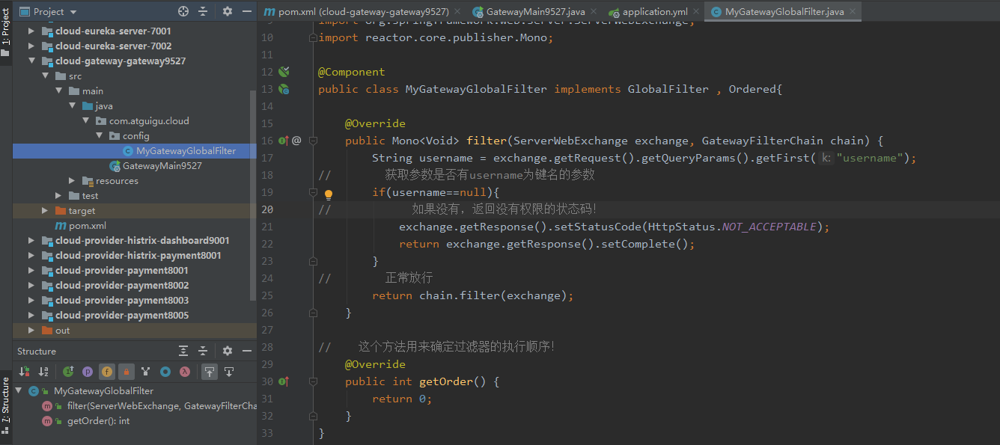 1: Project
Project
cloud-eureka-server-7001
cloud-eureka-server-7002
cloud-gateway-gateway9527
src
main
java
com.atguigu.cloud
config
MyGatewayGlobalFilter
GatewayMain9527
resources
test
target
pom.xml
cloud-provider-histrix-dashboard9001
cloud-provider-histrix-payment8001
cloud-provider-payment8001
cloud-provider-payment8002
cloud-provider-payment8003
cloud-provider-payment8005
out
7: Structure
Structure
MyGatewayGlobalFilter
filter(ServerWebExchange, GatewayFilterCha
getOrder(): int
pom.xml (cloud-gateway-gateway9527)
GatewayMain9527.java
application.yml
MyGatewayGlobalFilter.java
9 import org.springframework.web.server.ServerWebExchange;
10 import reactor.core.publisher.Mono;
11
12 @Component
13 public class MyGatewayGlobalFilter implements GlobalFilter , Ordered{
14
15 @Override
16 public Mono<Void> filter(ServerWebExchange exchange, GatewayFilterChain chain) {
17 String username = exchange.getRequest().getQueryParams().getFirst( k: "username");
18 // 获取参数是否有username为键名的参数
19 if(username==null){
20 // 如果没有，返回没有权限的状态码！
21 exchange.getResponse().setStatusCode(HttpStatus.NOT_ACCEPTABLE);
22 return exchange.getResponse().setComplete();
23 }
24 // 正常放行
25 return chain.filter(exchange);
26 }
27
28 // 这个方法用来确定过滤器的执行顺序！
29 @Override
30 public int getOrder() {
31 return 0;
32 }
33 }